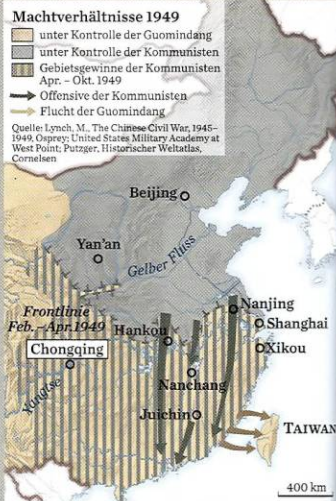 Machtverhältnisse 1949
unter Kontrolle der Guomindang
unter Kontrolle der Kommunisten
Gebietsgewinne der Kommunisten
Apr. – Okt. 1949
Offensive der Kommunisten
Flucht der Guomindang
Quelle: Lynch, M., The Chinese Civil War, 1945–
1949, Osprey; United States Military Academy at
West Point; Putzger, Historischer Weltatlas,
Cornelsen
Beijing
Yan'an
Gelber Fluss
Frontlinie
Feb. – Apr. 1949
Nanjing
Hankou
Shanghai
Chongqing
Xikou
Yangtse
Nanchang
Juichin
TAIWAN
400 km